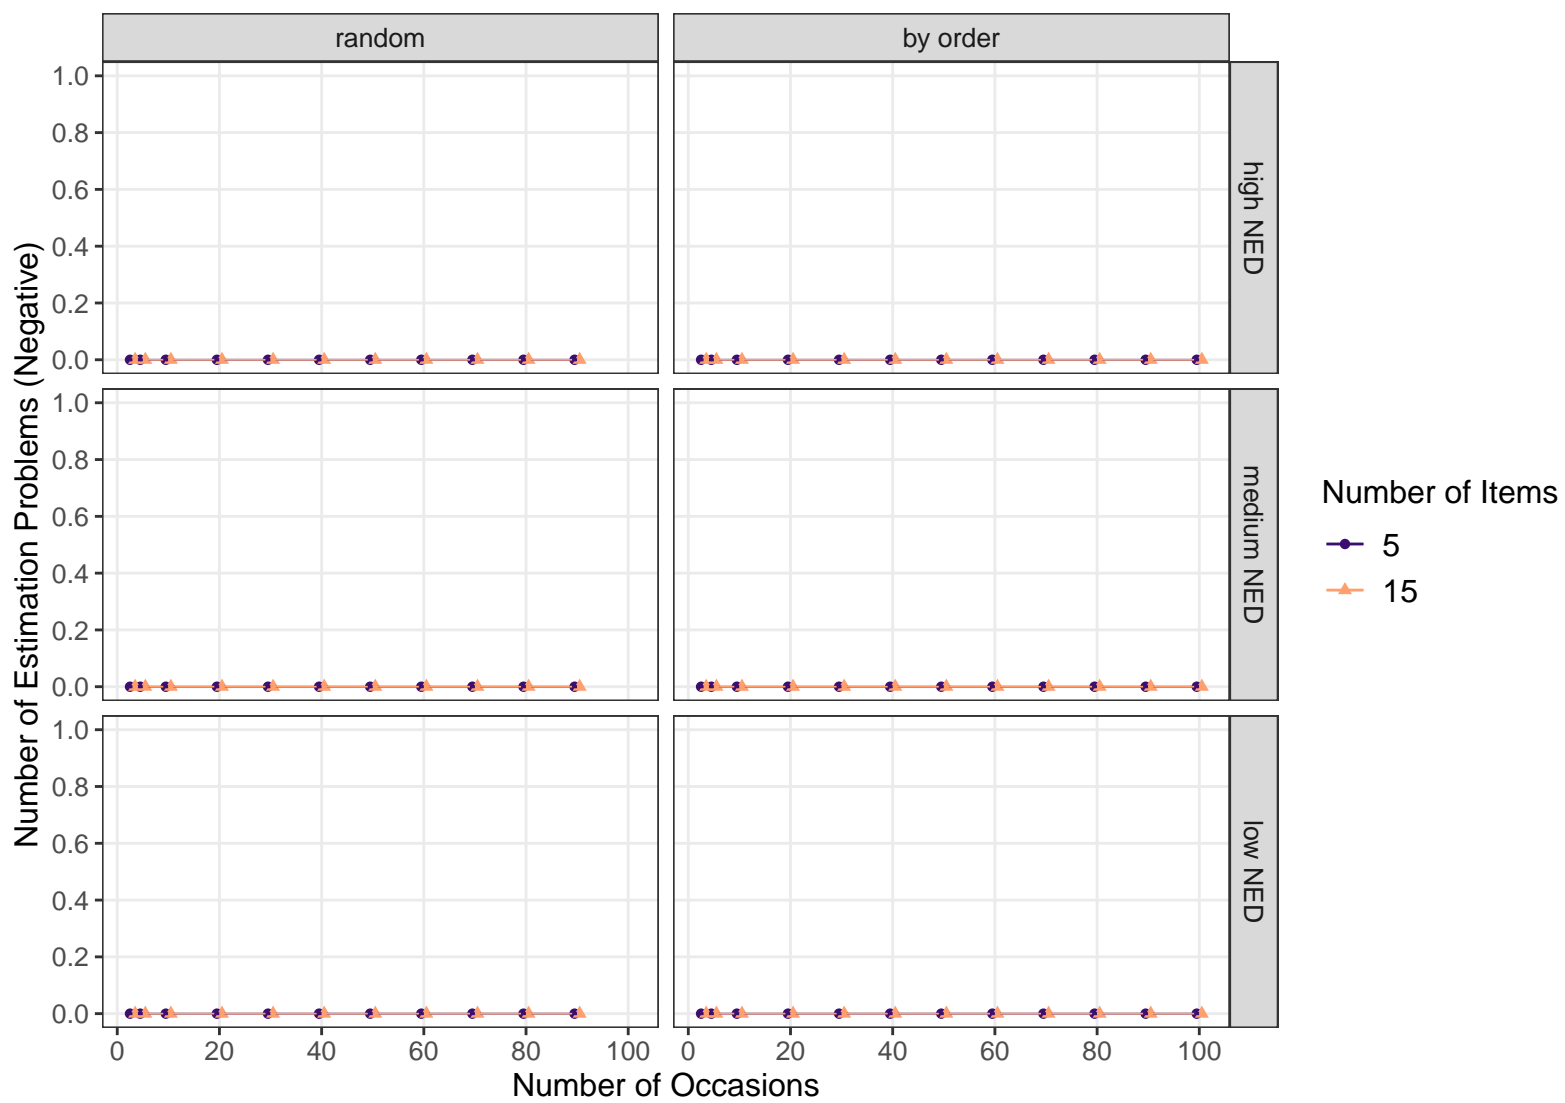 random
by order
Number of Estimation Problems (Negative)
1.0
0.8
0.6
0.4
0.2
0.0
high NED
1.0
0.8
0.6
0.4
0.2
0.0
medium NED
1.0
0.8
0.6
0.4
0.2
0.0
low NED
0 20 40 60 80 100
0 20 40 60 80 100
Number of Occasions
Number of Items
5
15